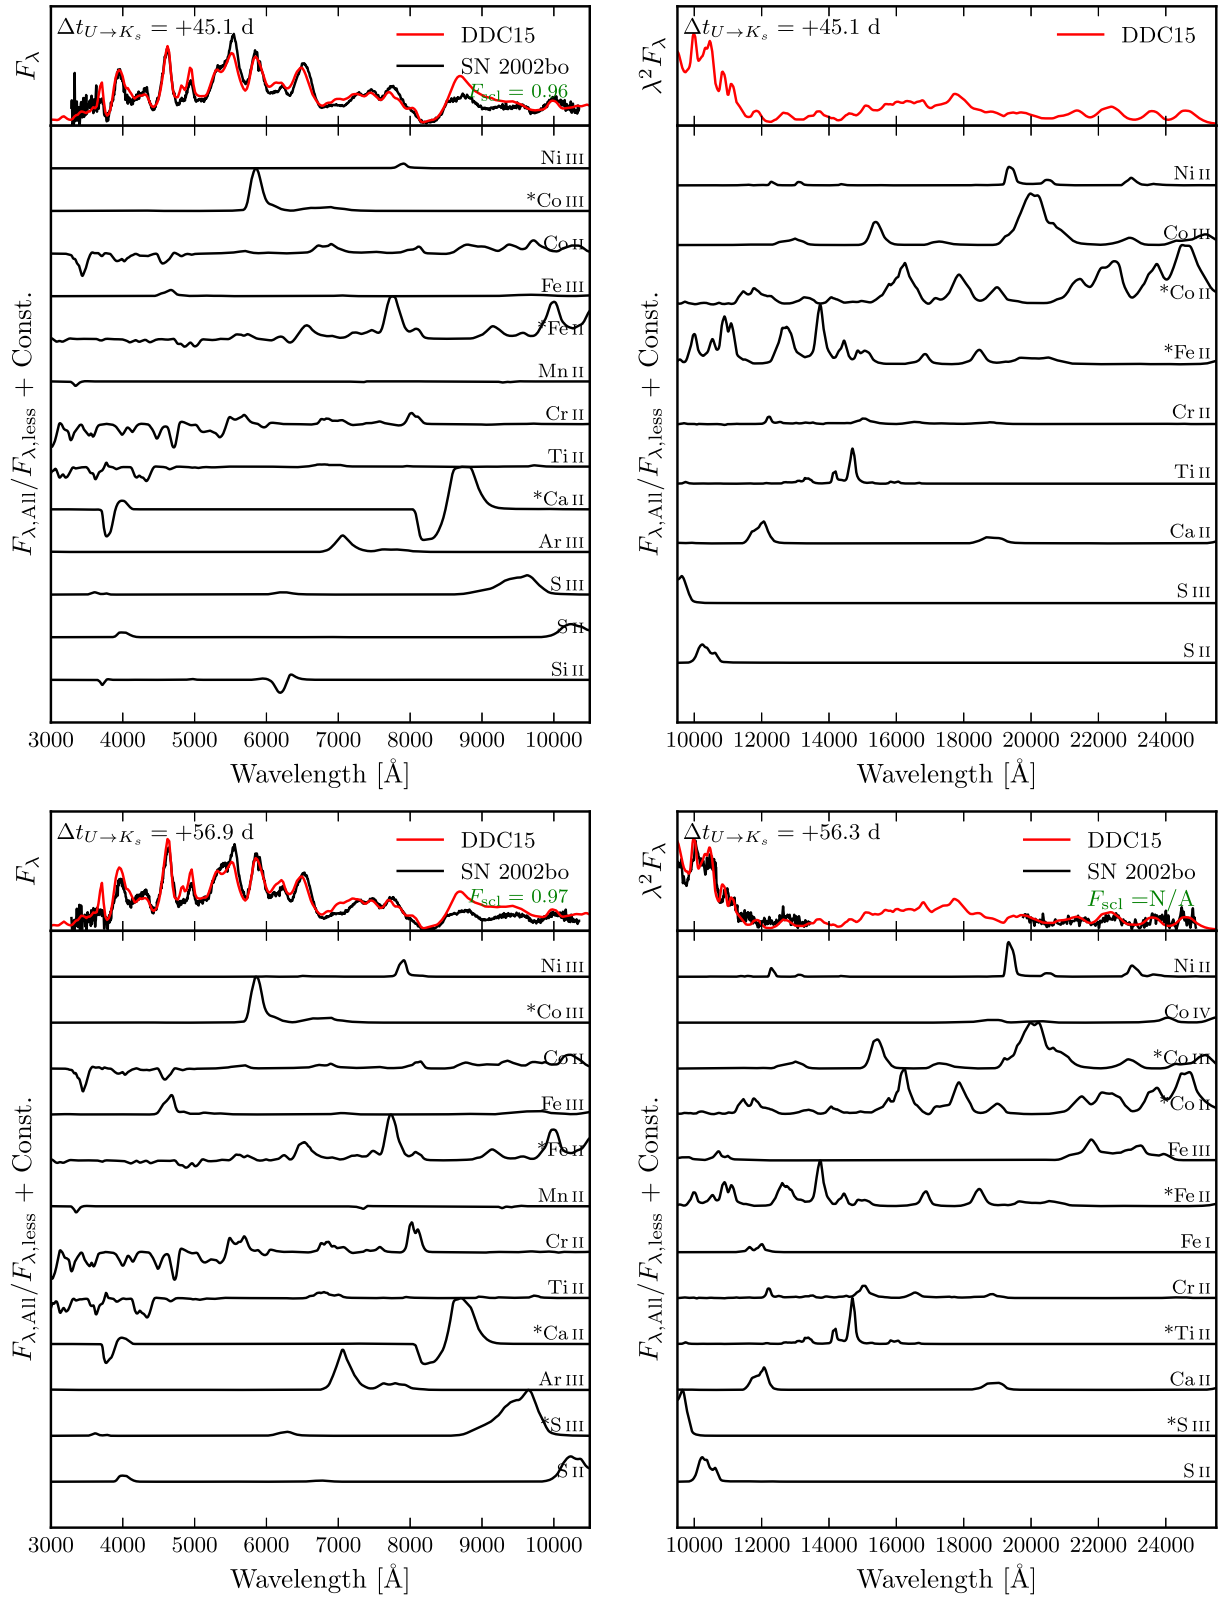 Δt_{U→K_s} = +45.1 d
DDC15
SN 2002bo
F_scl = 0.96
F_λ
Ni III
*Co III
Co II
Fe III
*Fe II
Mn II
Cr II
Ti II
*Ca II
Ar III
S III
S II
Si II
F_{λ,All}/F_{λ,less} + Const.
3000 4000 5000 6000 7000 8000 9000 10000
Wavelength [Å]
Δt_{U→K_s} = +45.1 d
DDC15
λ²F_λ
Ni II
Co III
*Co II
*Fe II
Cr II
Ti II
Ca II
S III
S II
F_{λ,All}/F_{λ,less} + Const.
10000 12000 14000 16000 18000 20000 22000 24000
Wavelength [Å]
Δt_{U→K_s} = +56.9 d
DDC15
SN 2002bo
F_scl = 0.97
F_λ
Ni III
*Co III
Co II
Fe III
*Fe II
Mn II
Cr II
Ti II
*Ca II
Ar III
*S III
S II
F_{λ,All}/F_{λ,less} + Const.
3000 4000 5000 6000 7000 8000 9000 10000
Wavelength [Å]
Δt_{U→K_s} = +56.3 d
DDC15
SN 2002bo
F_scl =N/A
λ²F_λ
Ni II
Co IV
*Co III
*Co II
Fe III
*Fe II
Fe I
Cr II
*Ti II
Ca II
*S III
S II
F_{λ,All}/F_{λ,less} + Const.
10000 12000 14000 16000 18000 20000 22000 24000
Wavelength [Å]